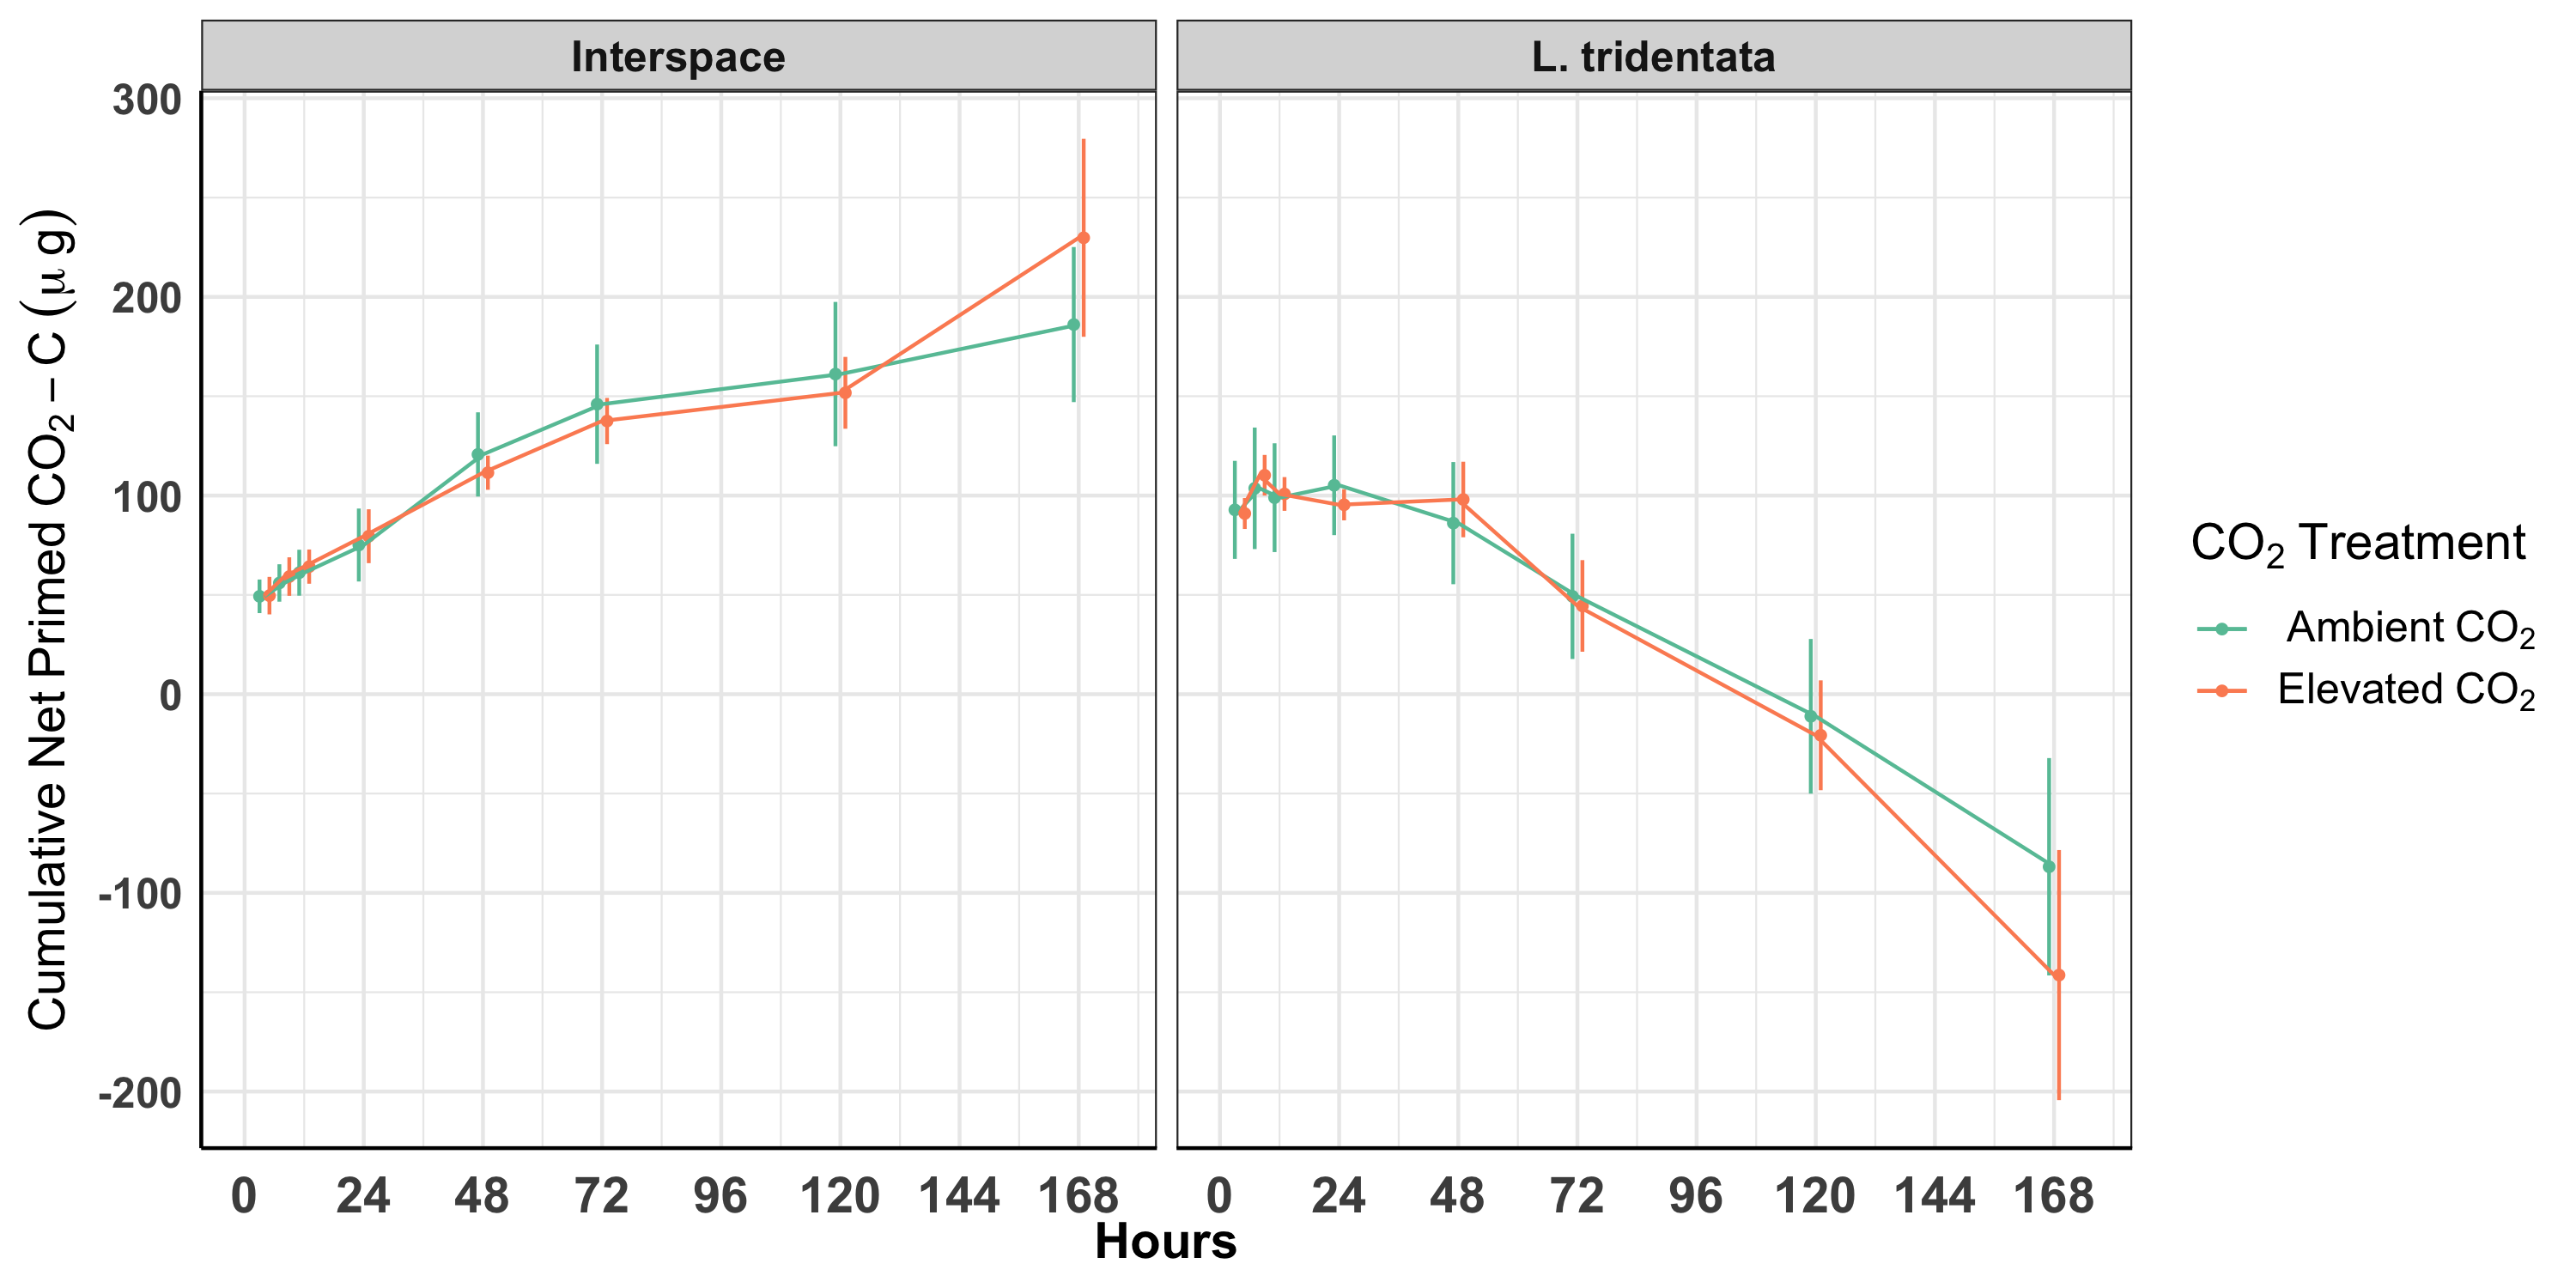 Interspace
L. tridentata
Cumulative Net Primed CO₂ – C (μ g)
300
200
100
0
-100
-200
0 24 48 72 96 120 144 168
0 24 48 72 96 120 144 168
Hours
CO₂ Treatment
Ambient CO₂
Elevated CO₂